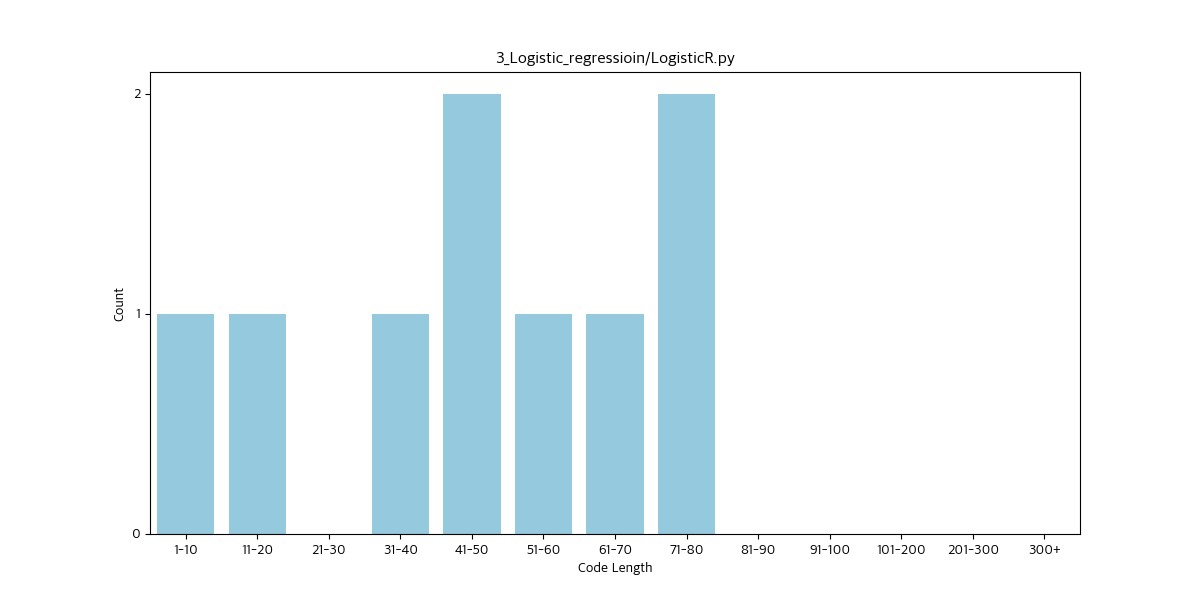 3_Logistic_regressioin/LogisticR.py
2
1
0
Count
1-10 11-20 21-30 31-40 41-50 51-60 61-70 71-80 81-90 91-100 101-200 201-300 300+
Code Length